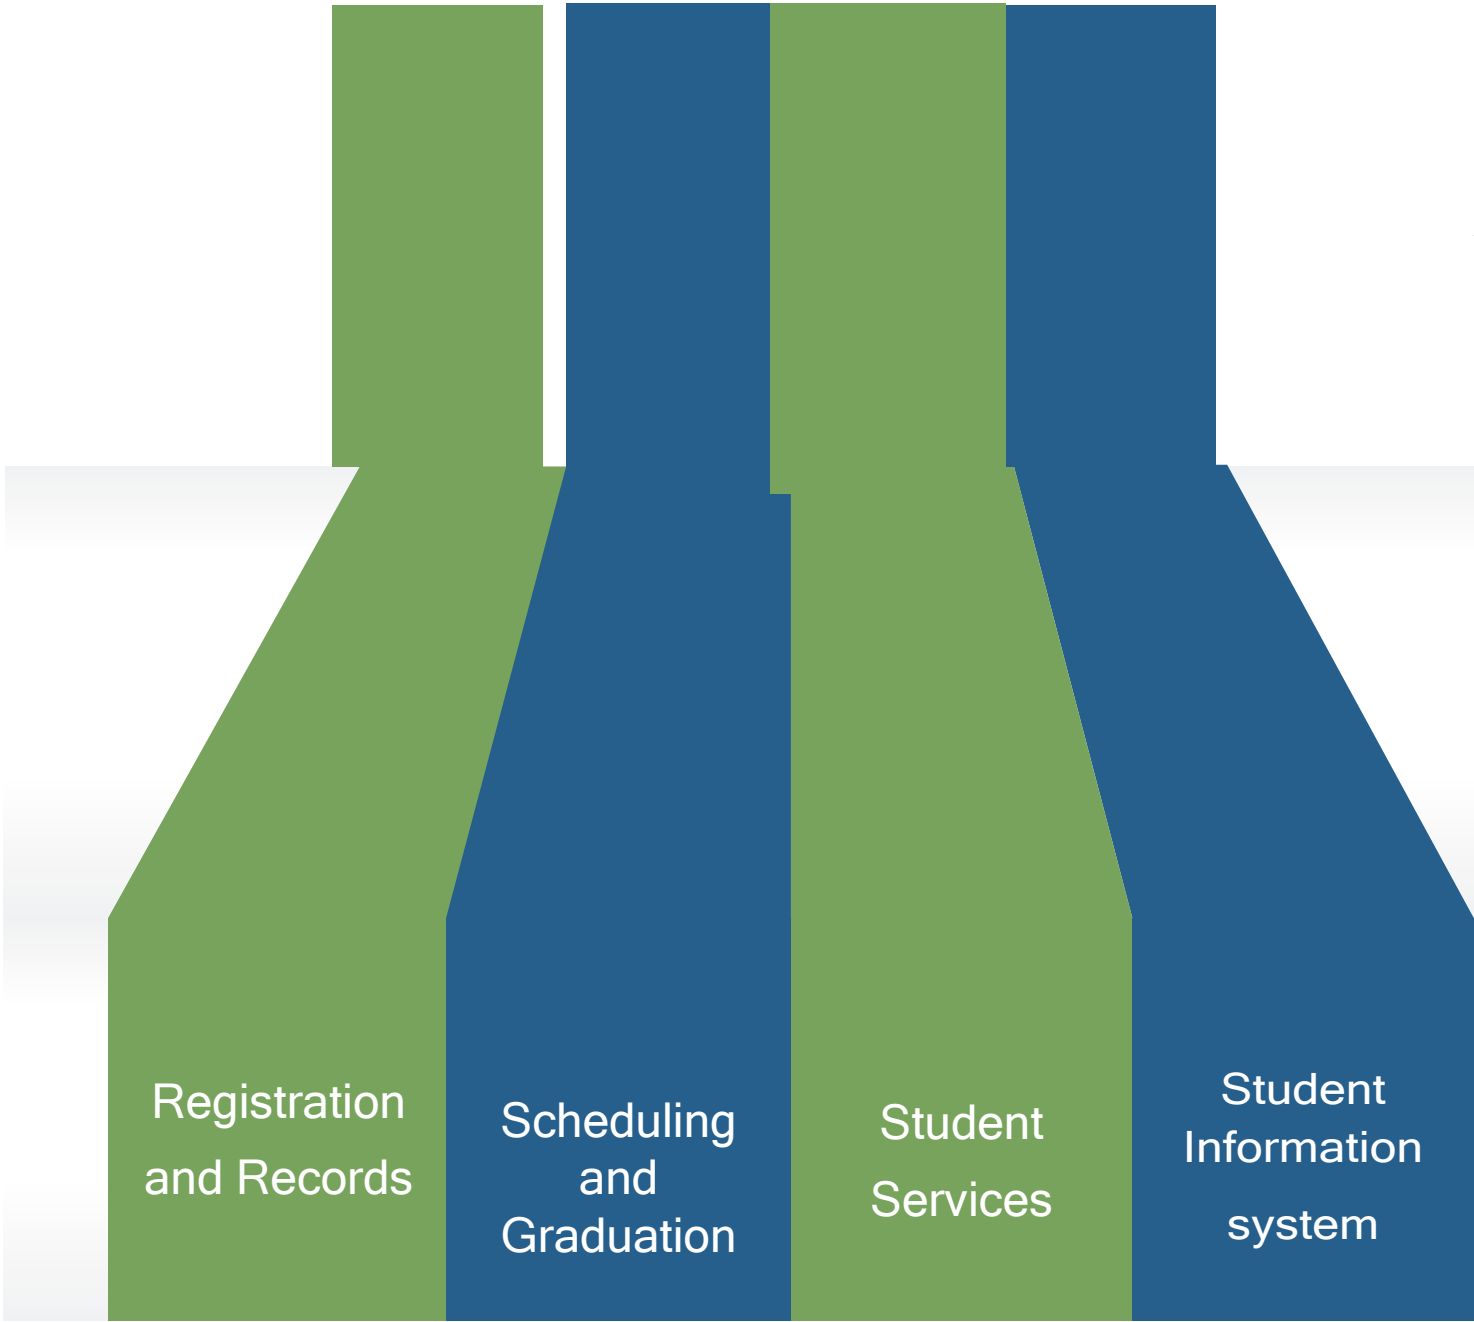 Registration
and Records
Scheduling
and
Graduation
Student
Services
Student
Information
system